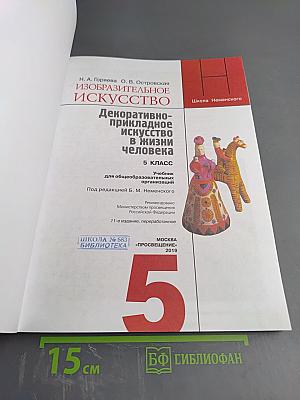 Н. А. Горяева О. В. Островская
ИЗОБРАЗИТЕЛЬНОЕ
ИСКУССТВО
Н
Школа Неменского
Декоративно-
прикладное
искусство
в жизни
человека
5 КЛАСС
Учебник
для общеобразовательных
организаций
Под редакцией Б. М. Неменского
Рекомендовано
Министерством просвещения
Российской Федерации
11-е издание, переработанное
ШКОЛА № 683
БИБЛИОТЕКА
МОСКВА
«ПРОСВЕЩЕНИЕ»
2019
5
15 см
БФ БИБЛИОФАН